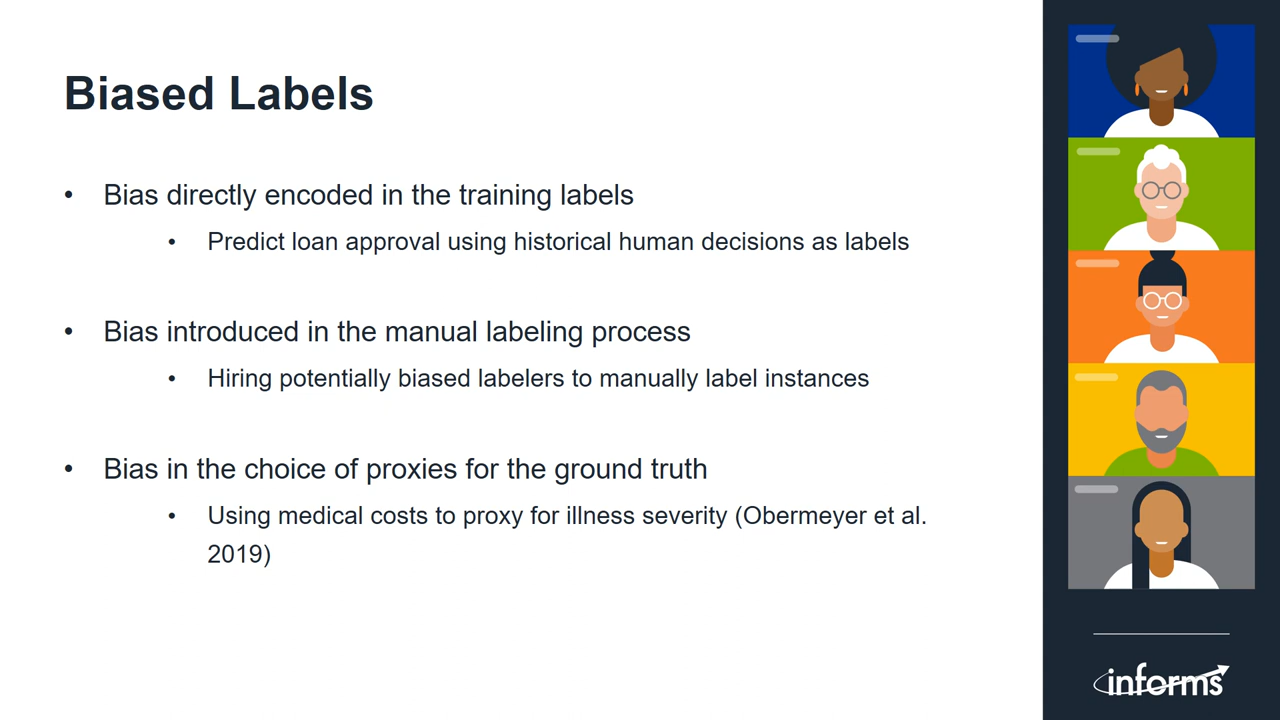 Biased Labels
• Bias directly encoded in the training labels
• Predict loan approval using historical human decisions as labels
• Bias introduced in the manual labeling process
• Hiring potentially biased labelers to manually label instances
• Bias in the choice of proxies for the ground truth
• Using medical costs to proxy for illness severity (Obermeyer et al.
2019)
informs